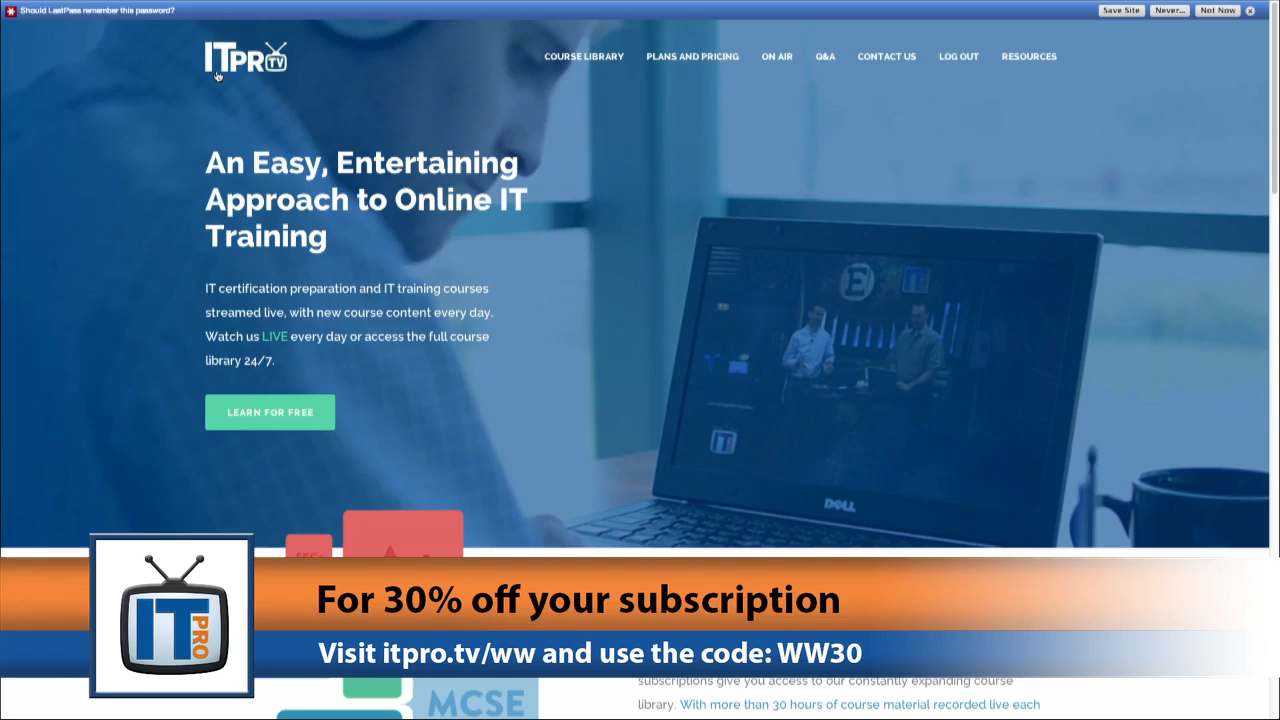 Should LastPass remember this password?
Save Site
Never...
Not Now
ITPRO TV
COURSE LIBRARY
PLANS AND PRICING
ON AIR
Q&A
CONTACT US
LOG OUT
RESOURCES
An Easy, Entertaining
Approach to Online IT
Training
IT certification preparation and IT training courses
streamed live, with new course content every day.
Watch us LIVE every day or access the full course
library 24/7.
LEARN FOR FREE
E
IT
DELL
IT PRO
For 30% off your subscription
Visit itpro.tv/ww and use the code: WW30
MCSE
subscriptions give you access to our constantly expanding course
library. With more than 30 hours of course material recorded live each